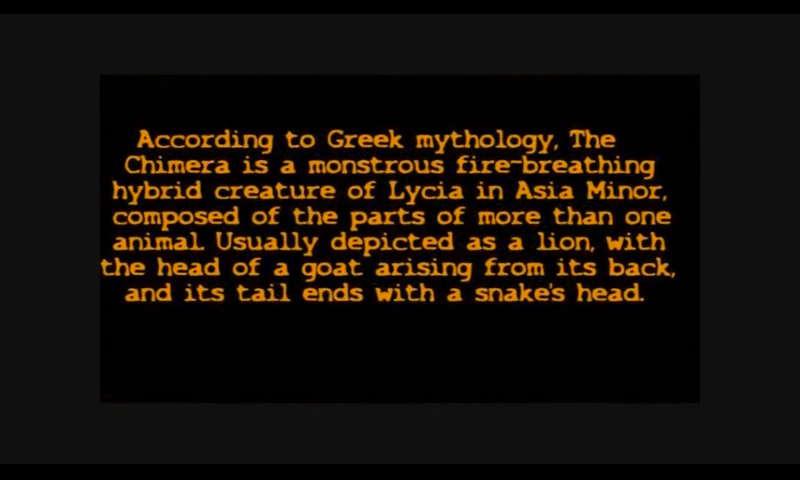 According to Greek mythology, The
Chimera is a monstrous fire-breathing
hybrid creature of Lycia in Asia Minor,
composed of the parts of more than one
animal. Usually depicted as a lion, with
the head of a goat arising from its back,
and its tail ends with a snake's head.